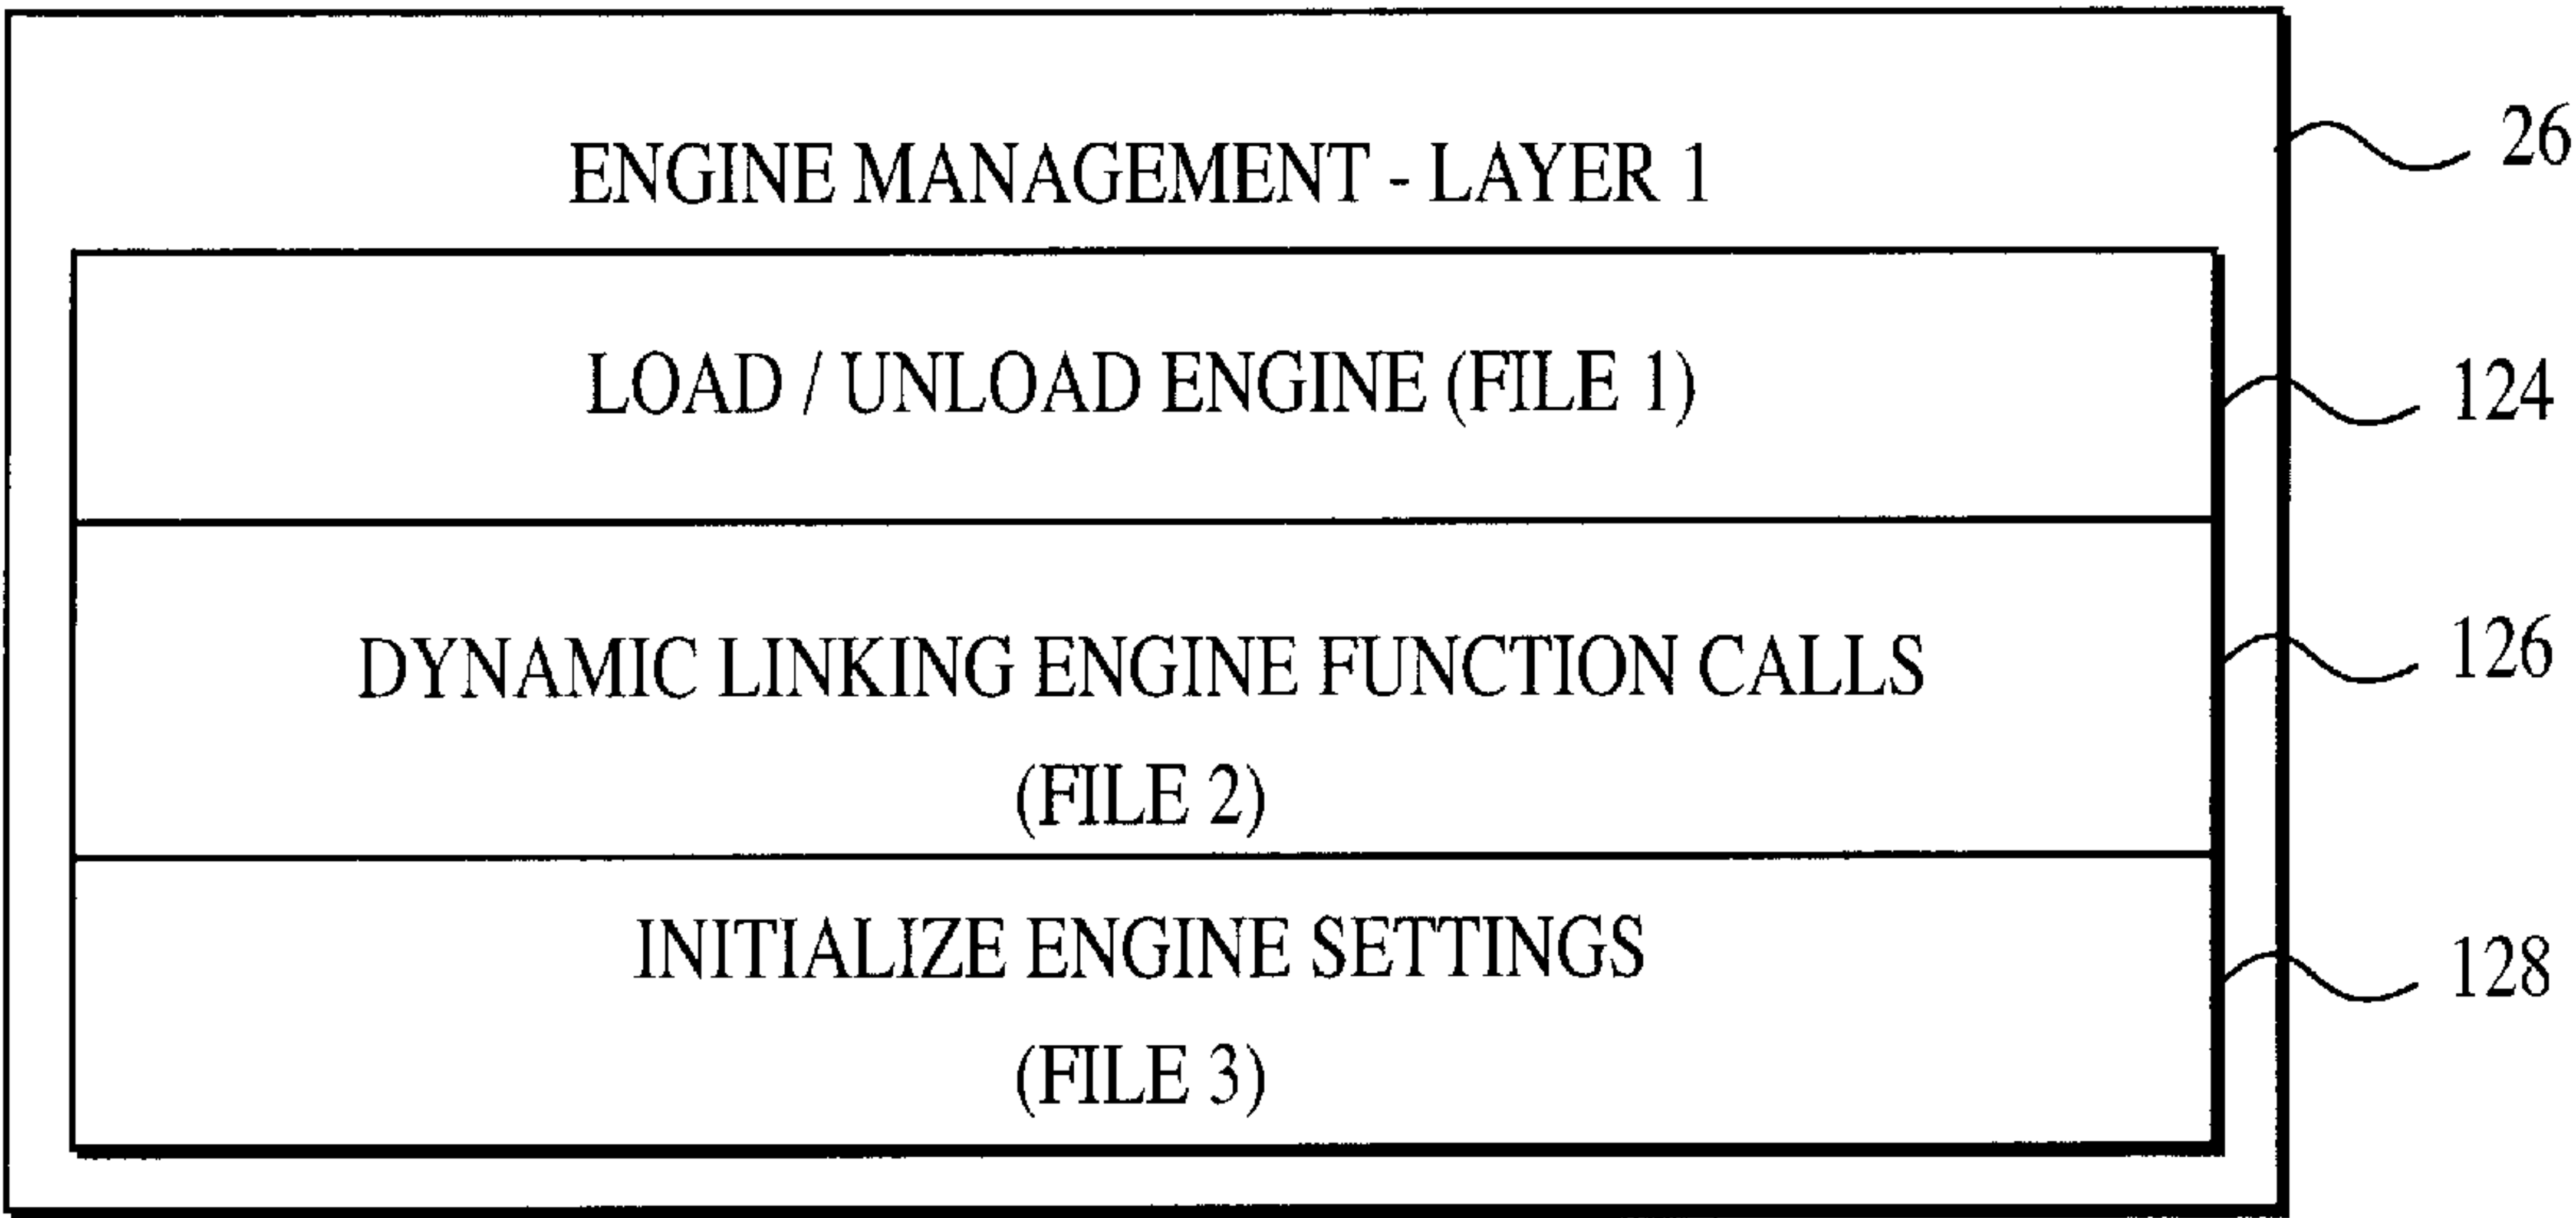 ENGINE MANAGEMENT - LAYER 1
26
LOAD / UNLOAD ENGINE (FILE 1)
124
DYNAMIC LINKING ENGINE FUNCTION CALLS
(FILE 2)
126
INITIALIZE ENGINE SETTINGS
(FILE 3)
128